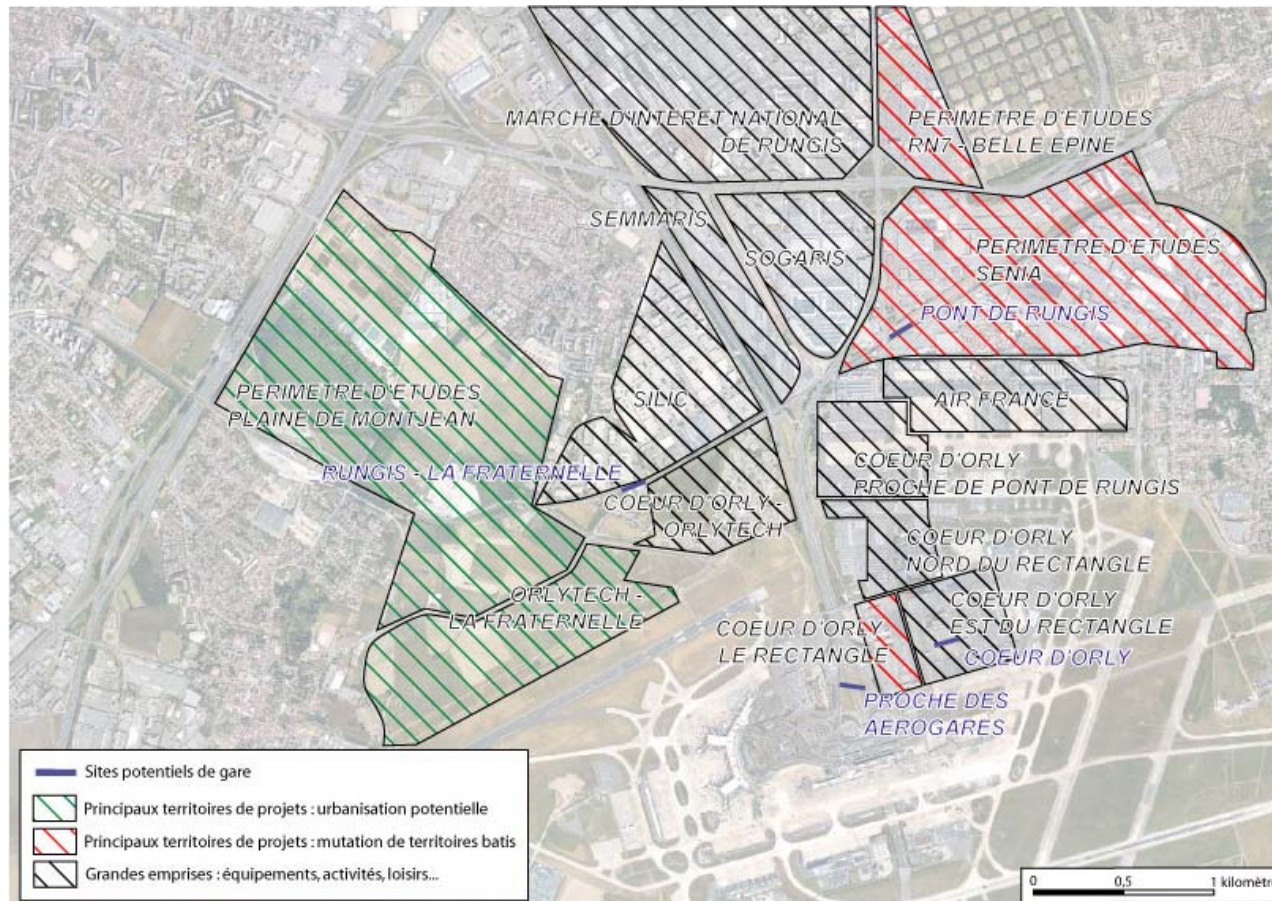 MARCHE D'INTERET NATIONAL
DE RUNGIS
PERIMETRE D'ETUDES
RN7 - BELLE EPINE
SEMMARIS
SOGARIS
PERIMETRE D'ETUDES
SENIA
PONT DE RUNGIS
PERIMETRE D'ETUDES
PLAINE DE MONTJEAN
SILIC
AIR FRANCE
RUNGIS - LA FRATERNELLE
COEUR D'ORLY
PROCHE DE PONT DE RUNGIS
COEUR D'ORLY -
ORLYTECH
COEUR D'ORLY
NORD DU RECTANGLE
ORLYTECH -
LA FRATERNELLE
COEUR D'ORLY
EST DU RECTANGLE
COEUR D'ORLY
LE RECTANGLE
COEUR D'ORLY
PROCHE DES
AEROGARES
Sites potentiels de gare
Principaux territoires de projets : urbanisation potentielle
Principaux territoires de projets : mutation de territoires batis
Grandes emprises : équipements, activités, loisirs...
0 0,5 1 kilomètre